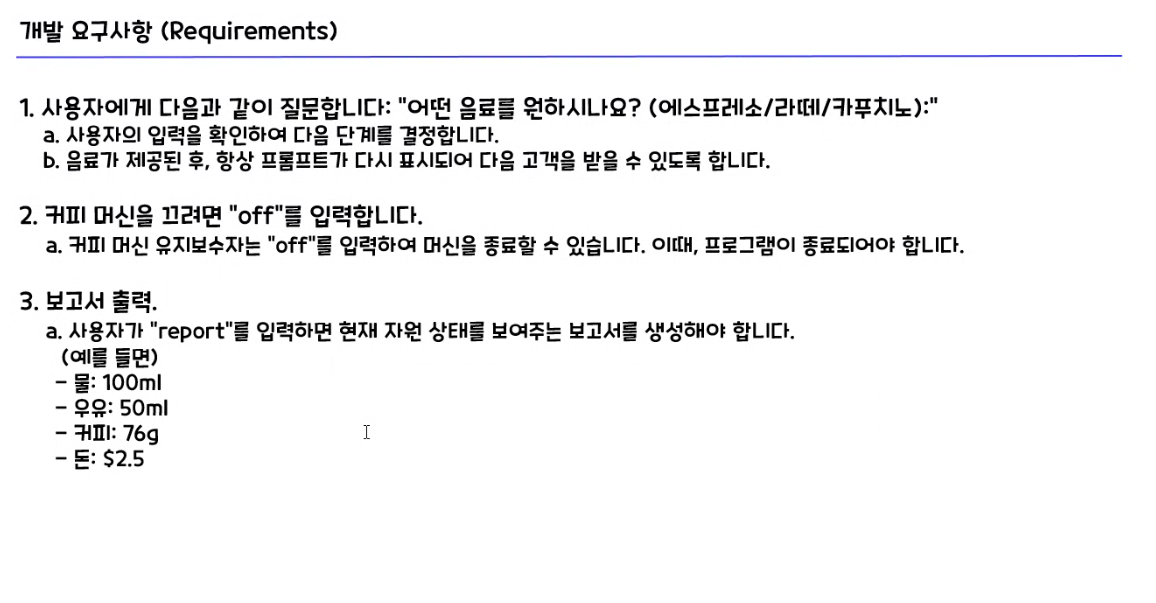 개발 요구사항 (Requirements)
1. 사용자에게 다음과 같이 질문합니다: "어떤 음료를 원하시나요? (에스프레소/라떼/카푸치노):"
a. 사용자의 입력을 확인하여 다음 단계를 결정합니다.
b. 음료가 제공된 후, 항상 프롬프트가 다시 표시되어 다음 고객을 받을 수 있도록 합니다.
2. 커피 머신을 끄려면 "off"를 입력합니다.
a. 커피 머신 유지보수자는 "off"를 입력하여 머신을 종료할 수 있습니다. 이때, 프로그램이 종료되어야 합니다.
3. 보고서 출력.
a. 사용자가 "report"를 입력하면 현재 자원 상태를 보여주는 보고서를 생성해야 합니다.
(예를 들면)
- 물: 100ml
- 우유: 50ml
- 커피: 76g
- 돈: $2.5